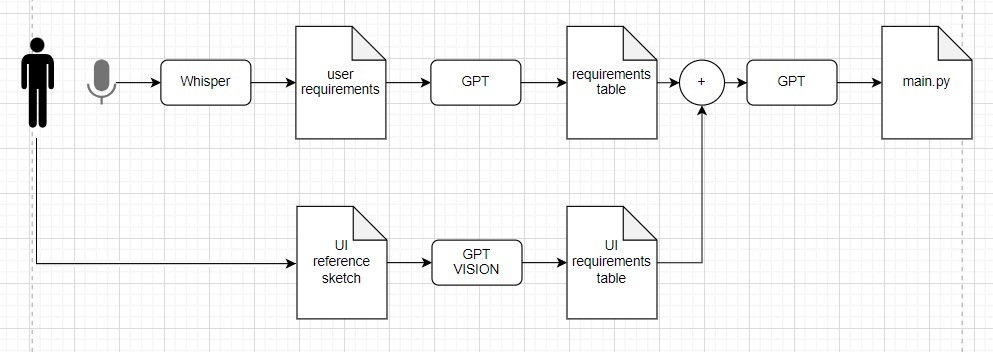 Whisper
user
requirements
GPT
requirements
table
+
GPT
main.py
UI
reference
sketch
GPT
VISION
UI
requirements
table